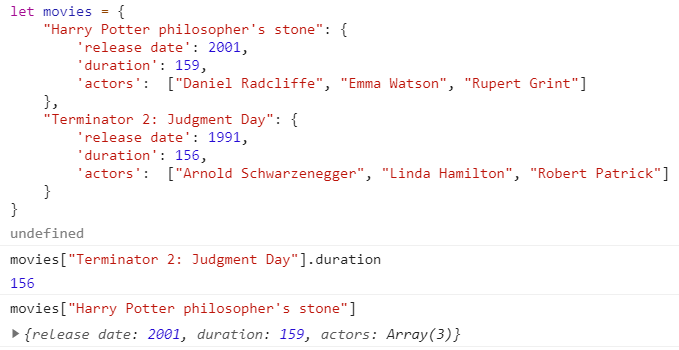 let movies = {
    "Harry Potter philosopher's stone": {
        'release date': 2001,
        'duration': 159,
        'actors':  ["Daniel Radcliffe", "Emma Watson", "Rupert Grint"]
    },
    "Terminator 2: Judgment Day": {
        'release date': 1991,
        'duration': 156,
        'actors':  ["Arnold Schwarzenegger", "Linda Hamilton", "Robert Patrick"]
    }
}
undefined
movies["Terminator 2: Judgment Day"].duration
156
movies["Harry Potter philosopher's stone"]
{release date: 2001, duration: 159, actors: Array(3)}